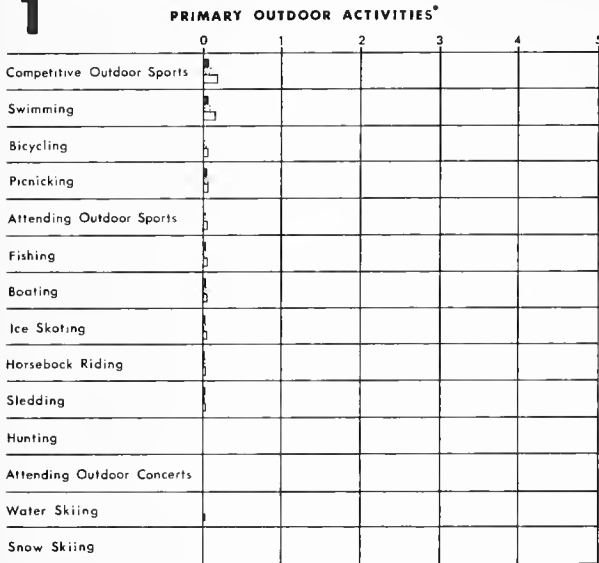 1
PRIMARY OUTDOOR ACTIVITIES*
0 1 2 3 4 5
Competitive Outdoor Sports
Swimming
Bicycling
Picnicking
Attending Outdoor Sports
Fishing
Boating
Ice Skating
Horseback Riding
Sledding
Hunting
Attending Outdoor Concerts
Water Skiing
Snow Skiing